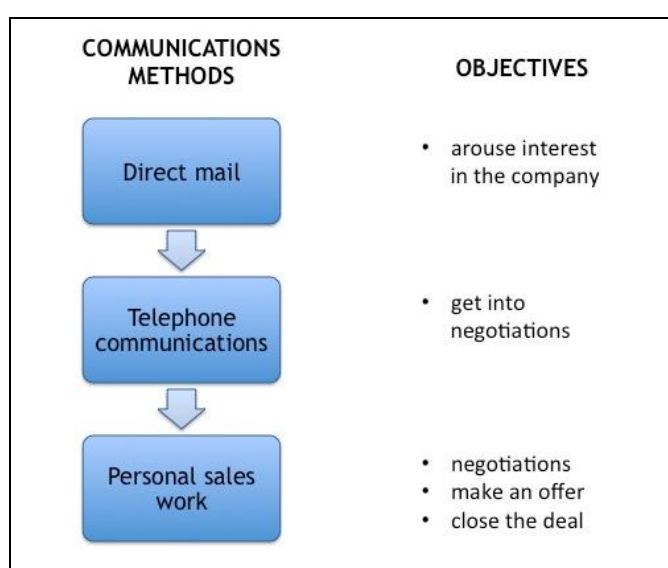 COMMUNICATIONS
METHODS
OBJECTIVES
Direct mail
• arouse interest
in the company
Telephone
communications
• get into
negotiations
Personal sales
work
• negotiations
• make an offer
• close the deal